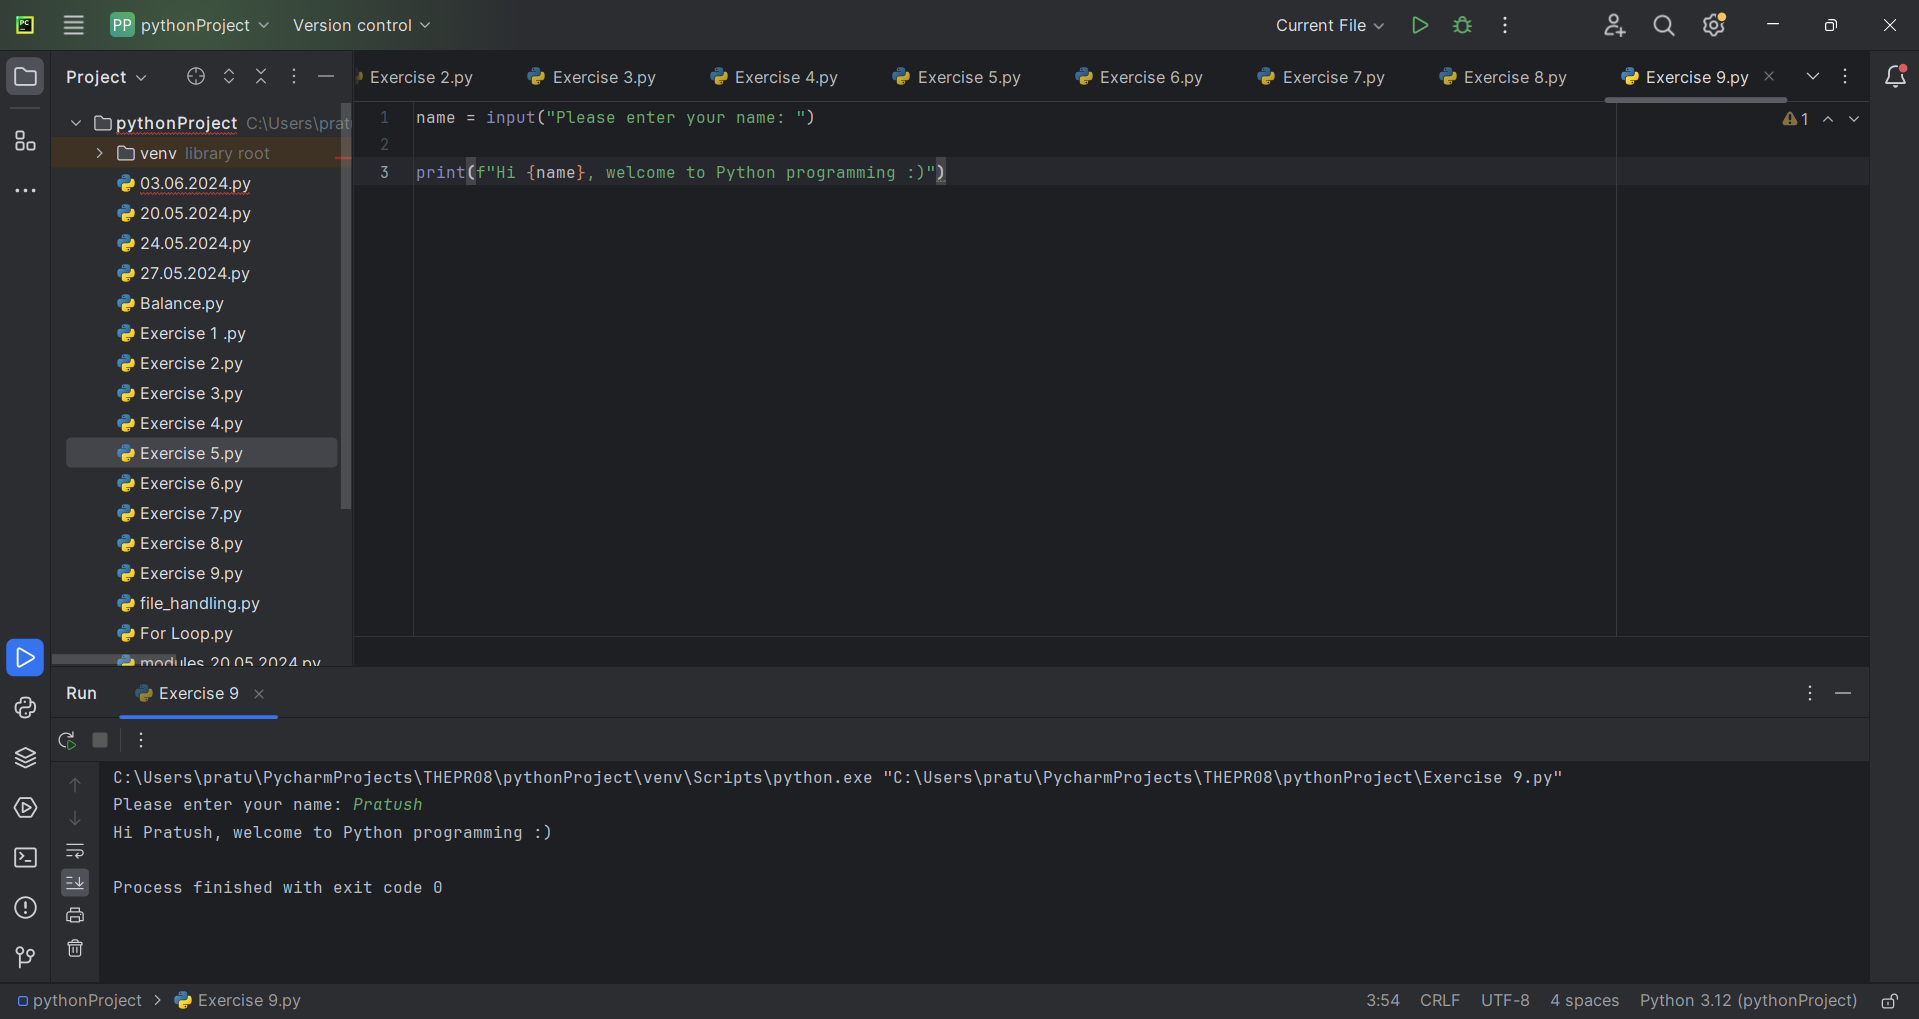 PC
PP pythonProject
Version control
Current File
Project
Exercise 2.py
Exercise 3.py
Exercise 4.py
Exercise 5.py
Exercise 6.py
Exercise 7.py
Exercise 8.py
Exercise 9.py
pythonProject C:\Users\prat
venv library root
03.06.2024.py
20.05.2024.py
24.05.2024.py
27.05.2024.py
Balance.py
Exercise 1 .py
Exercise 2.py
Exercise 3.py
Exercise 4.py
Exercise 5.py
Exercise 6.py
Exercise 7.py
Exercise 8.py
Exercise 9.py
file_handling.py
For Loop.py
modules 20.05.2024.py
1 name = input("Please enter your name: ")
2
3 print(f"Hi {name}, welcome to Python programming :)")
1
Run
Exercise 9
C:\Users\pratu\PycharmProjects\THEPR08\pythonProject\venv\Scripts\python.exe "C:\Users\pratu\PycharmProjects\THEPR08\pythonProject\Exercise 9.py"
Please enter your name: Pratush
Hi Pratush, welcome to Python programming :)
Process finished with exit code 0
pythonProject
Exercise 9.py
3:54 CRLF UTF-8 4 spaces Python 3.12 (pythonProject)